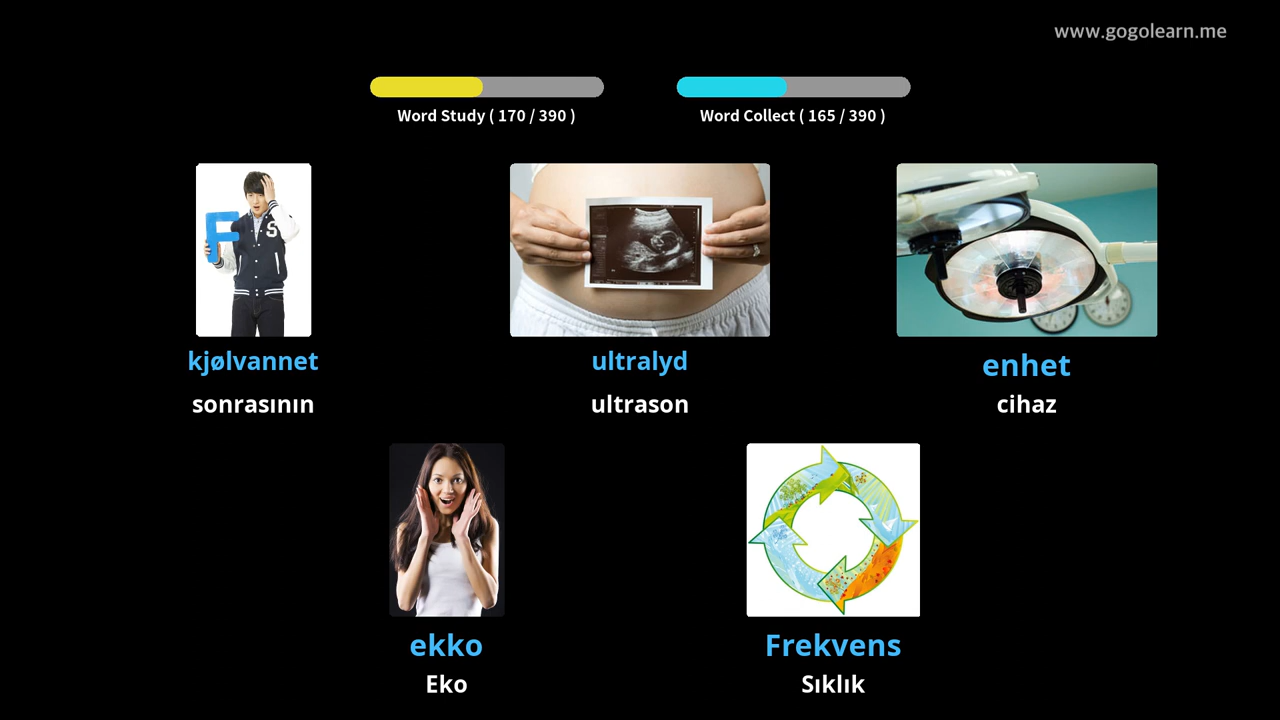 www.gogolearn.me
Word Study ( 170 / 390 )
Word Collect ( 165 / 390 )
F
S
kjølvannet
ultralyd
enhet
sonrasının
ultrason
cihaz
ekko
Frekvens
Eko
Sıklık